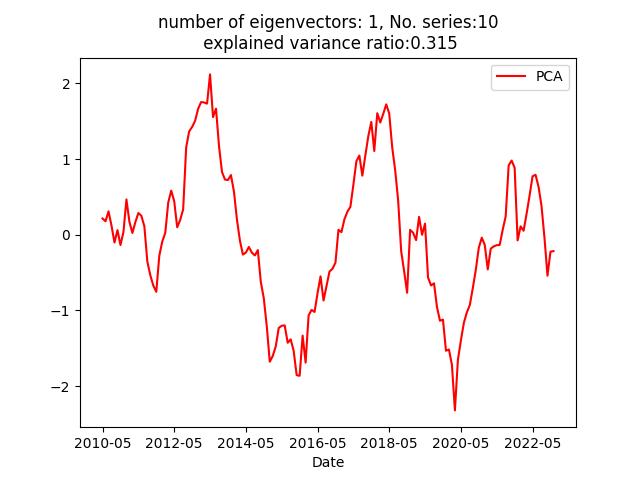 number of eigenvectors: 1, No. series:10
explained variance ratio:0.315
PCA
2
1
0
−1
−2
2010-05 2012-05 2014-05 2016-05 2018-05 2020-05 2022-05
Date